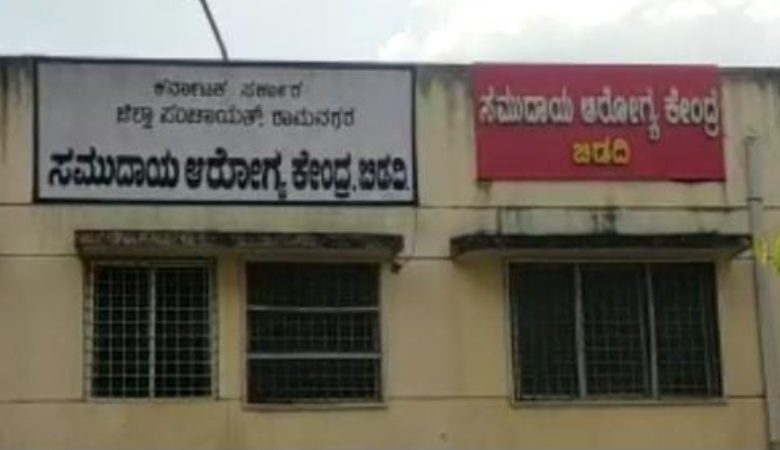 ಕರ್ನಾಟಕ ಸರ್ಕಾರ
ಜಿಲ್ಲಾ ಪಂಚಾಯತ್, ರಾಮನಗರ
ಸಮುದಾಯ ಆರೋಗ್ಯ ಕೇಂದ್ರ, ಬಿಡದಿ.
ಸಮುದಾಯ ಆರೋಗ್ಯ ಕೇಂದ್ರ
ಬಿಡದಿ